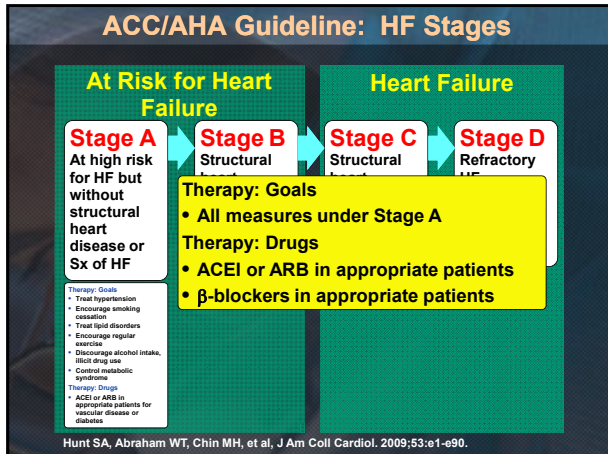 ACC/AHA Guideline: HF Stages
At Risk for Heart
Failure
Heart Failure
Stage A
At high risk
for HF but
without
structural
heart
disease or
Sx of HF
Stage B
Structural
Stage C
Structural
Stage D
Refractory
Therapy: Goals
• All measures under Stage A
Therapy: Drugs
• ACEI or ARB in appropriate patients
• β-blockers in appropriate patients
Therapy: Goals
• Treat hypertension
• Encourage smoking
cessation
• Treat lipid disorders
• Encourage regular
exercise
• Discourage alcohol intake,
illicit drug use
• Control metabolic
syndrome
Therapy: Drugs
• ACEI or ARB in
appropriate patients for
vascular disease or
diabetes
Hunt SA, Abraham WT, Chin MH, et al, J Am Coll Cardiol. 2009;53:e1-e90.